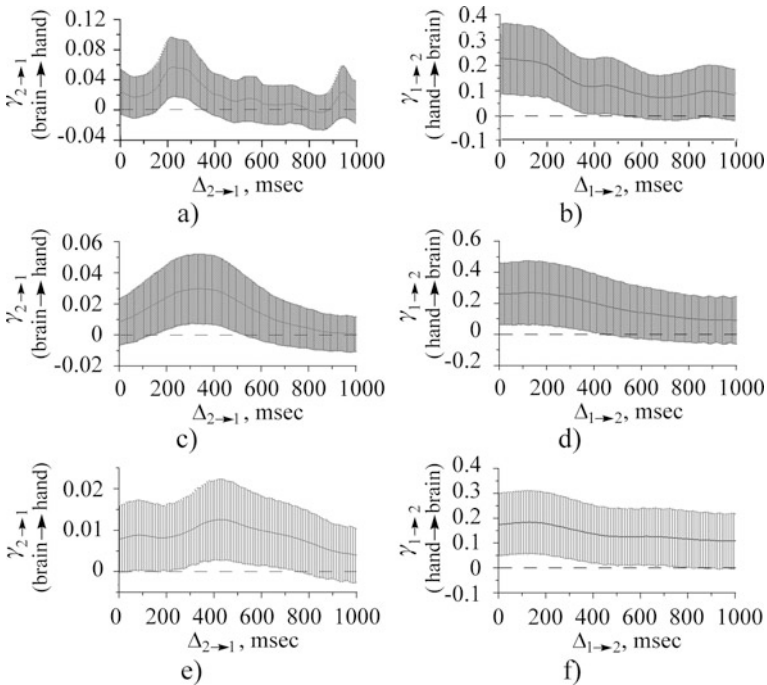 γ2→1
(brain→hand)
0.12
0.08
0.04
0
-0.04
0 200 400 600 800 1000
Δ2→1, msec
a)
γ1→2
(hand→brain)
0.4
0.3
0.2
0.1
0
-0.1
0 200 400 600 800 1000
Δ1→2, msec
b)
γ2→1
(brain→hand)
0.06
0.04
0.02
0
-0.02
0 200 400 600 800 1000
Δ2→1, msec
c)
γ1→2
(hand→brain)
0.6
0.4
0.2
0
-0.2
0 200 400 600 800 1000
Δ1→2, msec
d)
γ2→1
(brain→hand)
0.02
0.01
0
0 200 400 600 800 1000
Δ2→1, msec
e)
γ1→2
(hand→brain)
0.4
0.3
0.2
0.1
0
-0.1
0 200 400 600 800 1000
Δ1→2, msec
f)